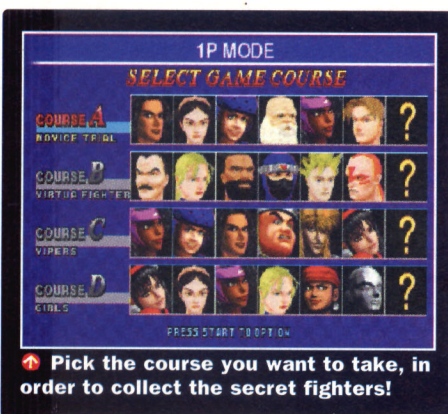 1P MODE
SELECT GAME COURSE
COURSE A
NOVICE TRIAL
?
COURSE B
VIRTUA FIGHTER
?
COURSE C
VIPERS
?
COURSE D
GIRLS
?
PRESS START TO OPTION
Pick the course you want to take, in
order to collect the secret fighters!